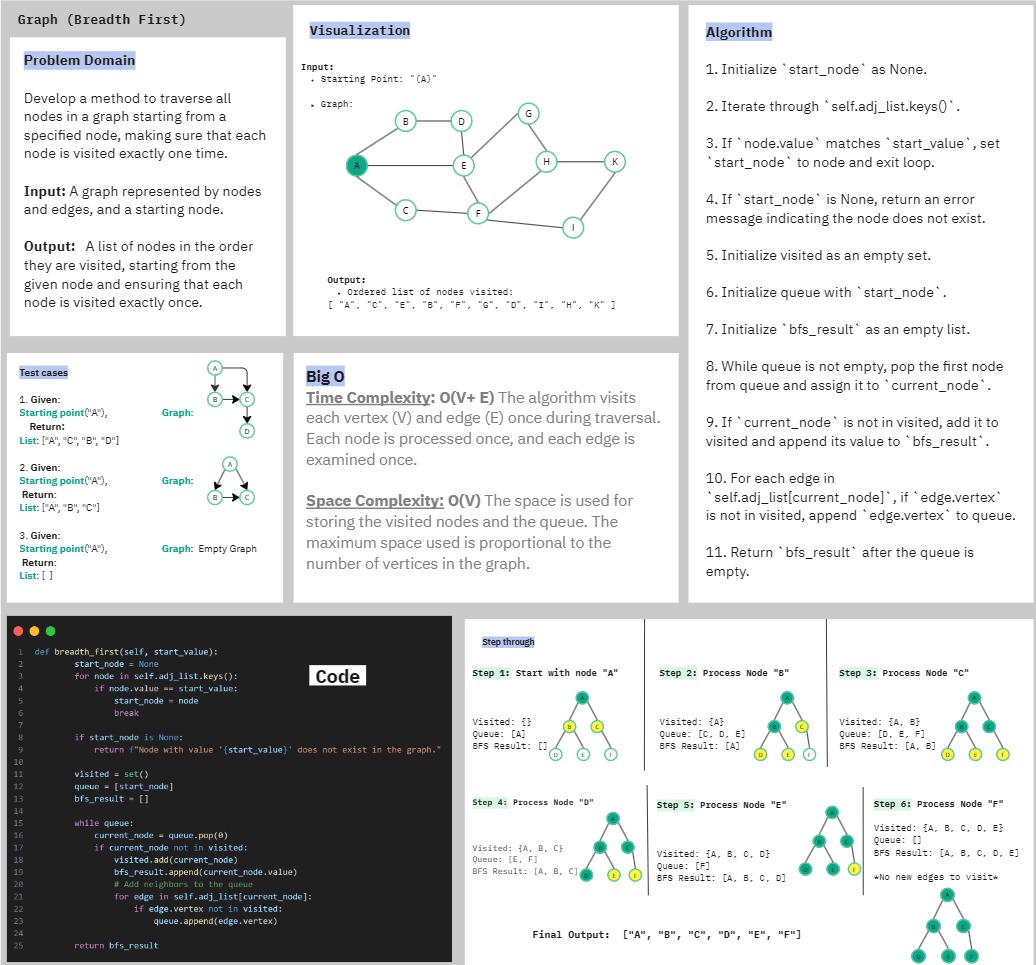 Graph (Breadth First)
Problem Domain
Develop a method to traverse all
nodes in a graph starting from a
specified node, making sure that each
node is visited exactly one time.
Input: A graph represented by nodes
and edges, and a starting node.
Output: A list of nodes in the order
they are visited, starting from the
given node and ensuring that each
node is visited exactly once.
Visualization
Input:
• Starting Point: "(A)"
• Graph:
B
D
G
A
E
H
K
C
F
I
Output:
• Ordered list of nodes visited:
[ "A", "C", "E", "B", "F", "G", "D", "I", "H", "K" ]
Algorithm
1. Initialize `start_node` as None.
2. Iterate through `self.adj_list.keys()`.
3. If `node.value` matches `start_value`, set
`start_node` to node and exit loop.
4. If `start_node` is None, return an error
message indicating the node does not exist.
5. Initialize visited as an empty set.
6. Initialize queue with `start_node`.
7. Initialize `bfs_result` as an empty list.
8. While queue is not empty, pop the first node
from queue and assign it to `current_node`.
9. If `current_node` is not in visited, add it to
visited and append its value to `bfs_result`.
10. For each edge in
`self.adj_list[current_node]`, if `edge.vertex`
is not in visited, append `edge.vertex` to queue.
11. Return `bfs_result` after the queue is
empty.
Test cases
1. Given:
Starting point("A"), Graph:
Return:
List: ["A", "C", "B", "D"]
A
B
C
D
2. Given:
Starting point("A"), Graph:
Return:
List: ["A", "B", "C"]
A
B
C
3. Given:
Starting point("A"), Graph: Empty Graph
Return:
List: [ ]
Big O
Time Complexity: O(V+ E) The algorithm visits
each vertex (V) and edge (E) once during traversal.
Each node is processed once, and each edge is
examined once.
Space Complexity: O(V) The space is used for
storing the visited nodes and the queue. The
maximum space used is proportional to the
number of vertices in the graph.
Code
1 def breadth_first(self, start_value):
2 start_node = None
3 for node in self.adj_list.keys():
4 if node.value == start_value:
5 start_node = node
6 break
7
8 if start_node is None:
9 return f"Node with value '{start_value}' does not exist in the graph."
10
11 visited = set()
12 queue = [start_node]
13 bfs_result = []
14
15 while queue:
16 current_node = queue.pop(0)
17 if current_node not in visited:
18 visited.add(current_node)
19 bfs_result.append(current_node.value)
20 # Add neighbors to the queue
21 for edge in self.adj_list[current_node]:
22 if edge.vertex not in visited:
23 queue.append(edge.vertex)
24
25 return bfs_result
Step through
Step 1: Start with node "A"
Visited: {}
Queue: [A]
BFS Result: []
A
B
C
D
E
F
Step 2: Process Node "B"
Visited: {A}
Queue: [C, D, E]
BFS Result: [A]
A
B
C
D
E
F
Step 3: Process Node "C"
Visited: {A, B}
Queue: [D, E, F]
BFS Result: [A, B]
A
B
C
D
E
F
Step 4: Process Node "D"
Visited: {A, B, C}
Queue: [E, F]
BFS Result: [A, B, C]
A
B
C
D
E
F
Step 5: Process Node "E"
Visited: {A, B, C, D}
Queue: [F]
BFS Result: [A, B, C, D]
A
B
C
D
E
F
Step 6: Process Node "F"
Visited: {A, B, C, D, E}
Queue: []
BFS Result: [A, B, C, D, E]
*No new edges to visit*
A
B
C
D
E
F
Final Output: ["A", "B", "C", "D", "E", "F"]